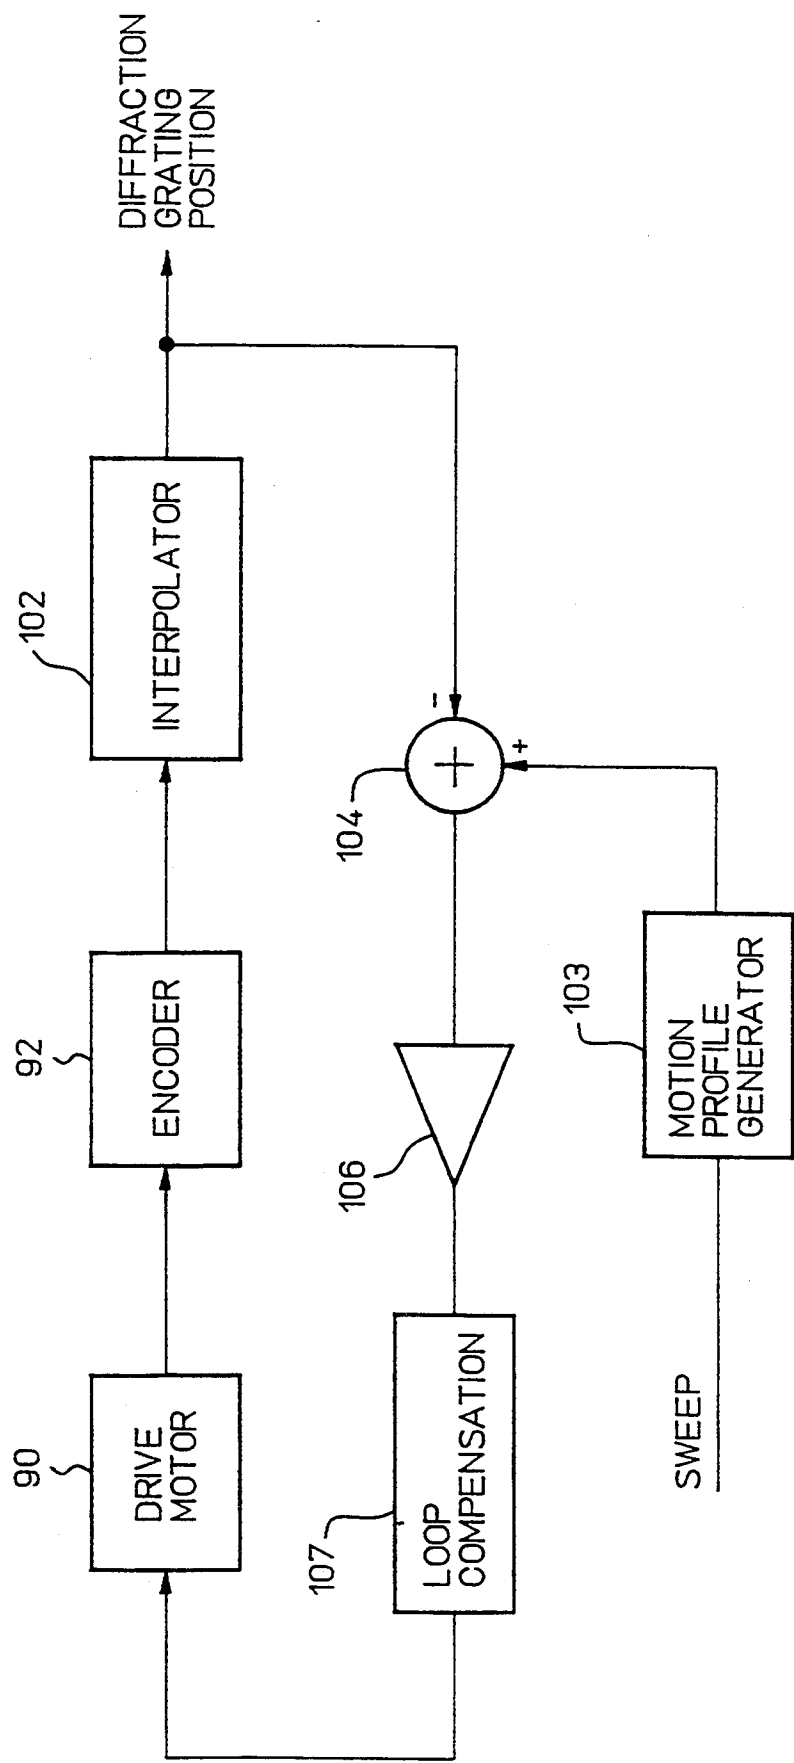 90
DRIVE
MOTOR
92
ENCODER
102
INTERPOLATOR
DIFFRACTION
GRATING
POSITION
107
LOOP
COMPENSATION
106
104
+
-
+
SWEEP
103
MOTION
PROFILE
GENERATOR